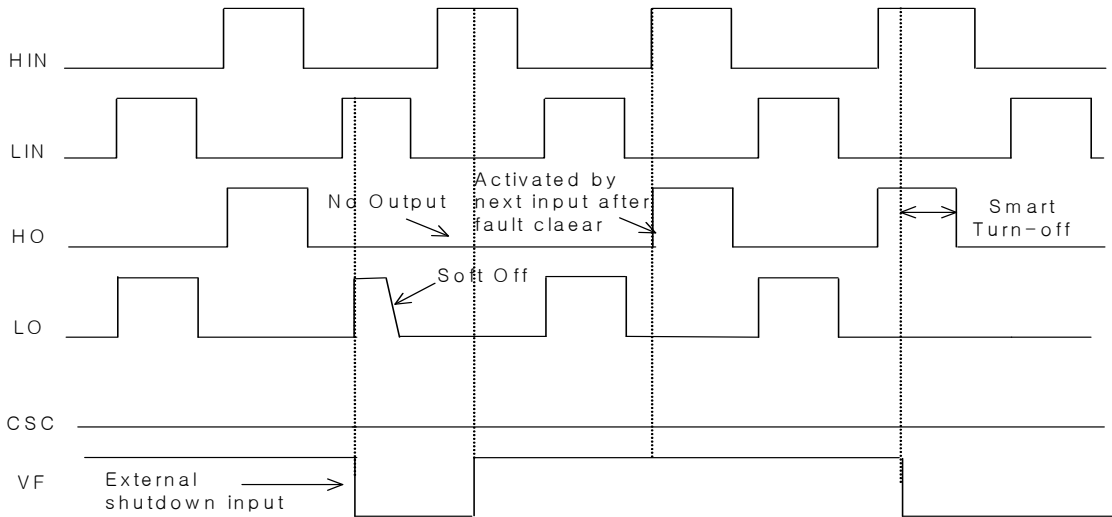 HIN
LIN
No Output
Activated by
next input after
fault claear
HO
Smart
Turn-off
Soft Off
LO
CSC
VF
External
shutdown input